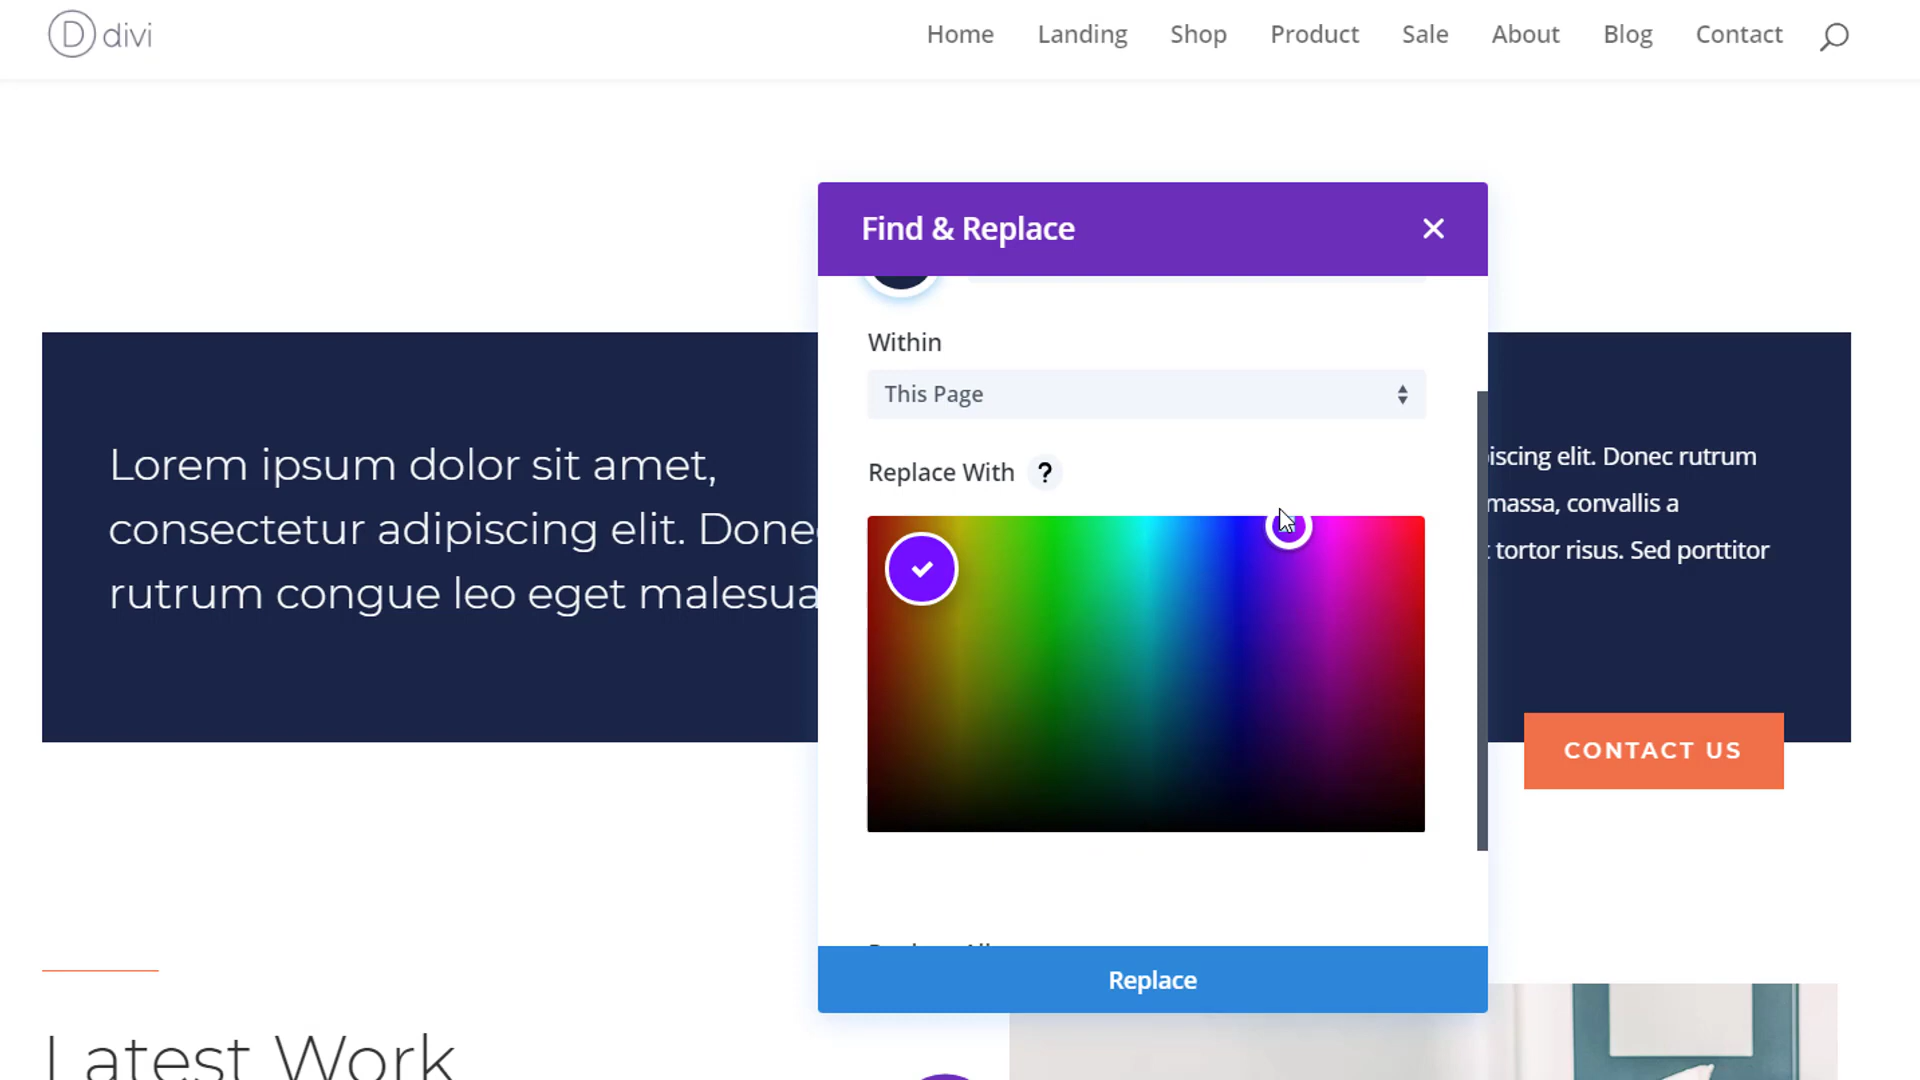 D divi
Home Landing Shop Product Sale About Blog Contact
Find & Replace
Within
This Page
Replace With ?
Lorem ipsum dolor sit amet,
consectetur adipiscing elit. Done
rutrum congue leo eget malesua
iscing elit. Donec rutrum
massa, convallis a
tortor risus. Sed porttitor
CONTACT US
Replace
Latest Work